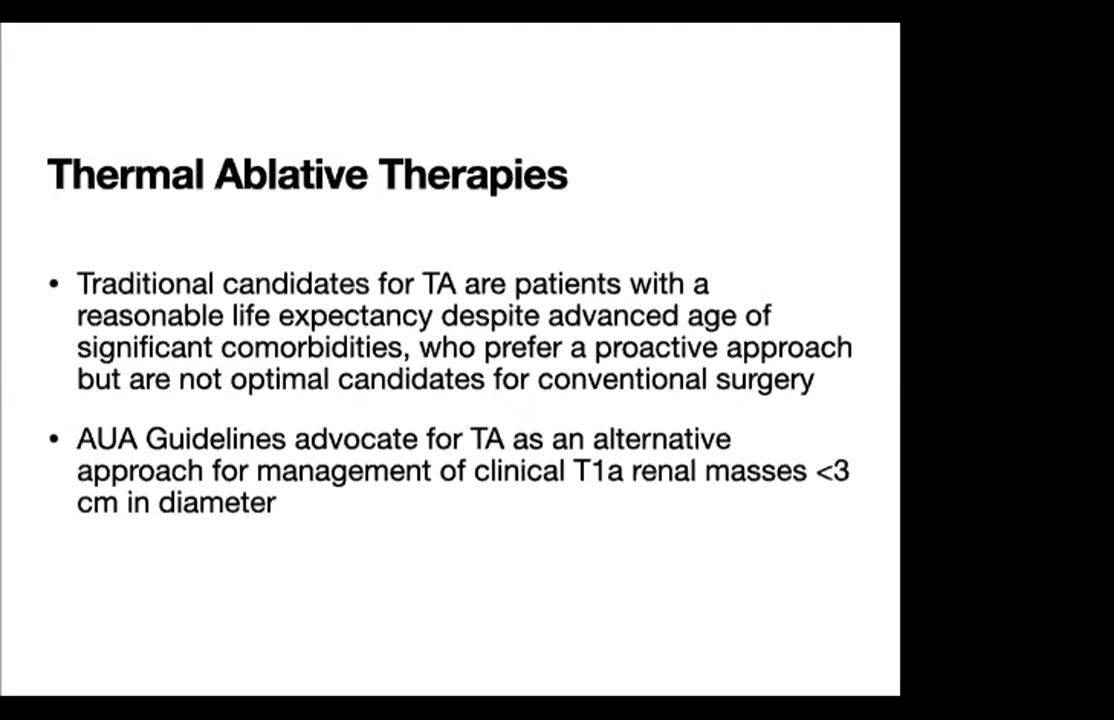 Thermal Ablative Therapies
• Traditional candidates for TA are patients with a
reasonable life expectancy despite advanced age of
significant comorbidities, who prefer a proactive approach
but are not optimal candidates for conventional surgery
• AUA Guidelines advocate for TA as an alternative
approach for management of clinical T1a renal masses <3
cm in diameter